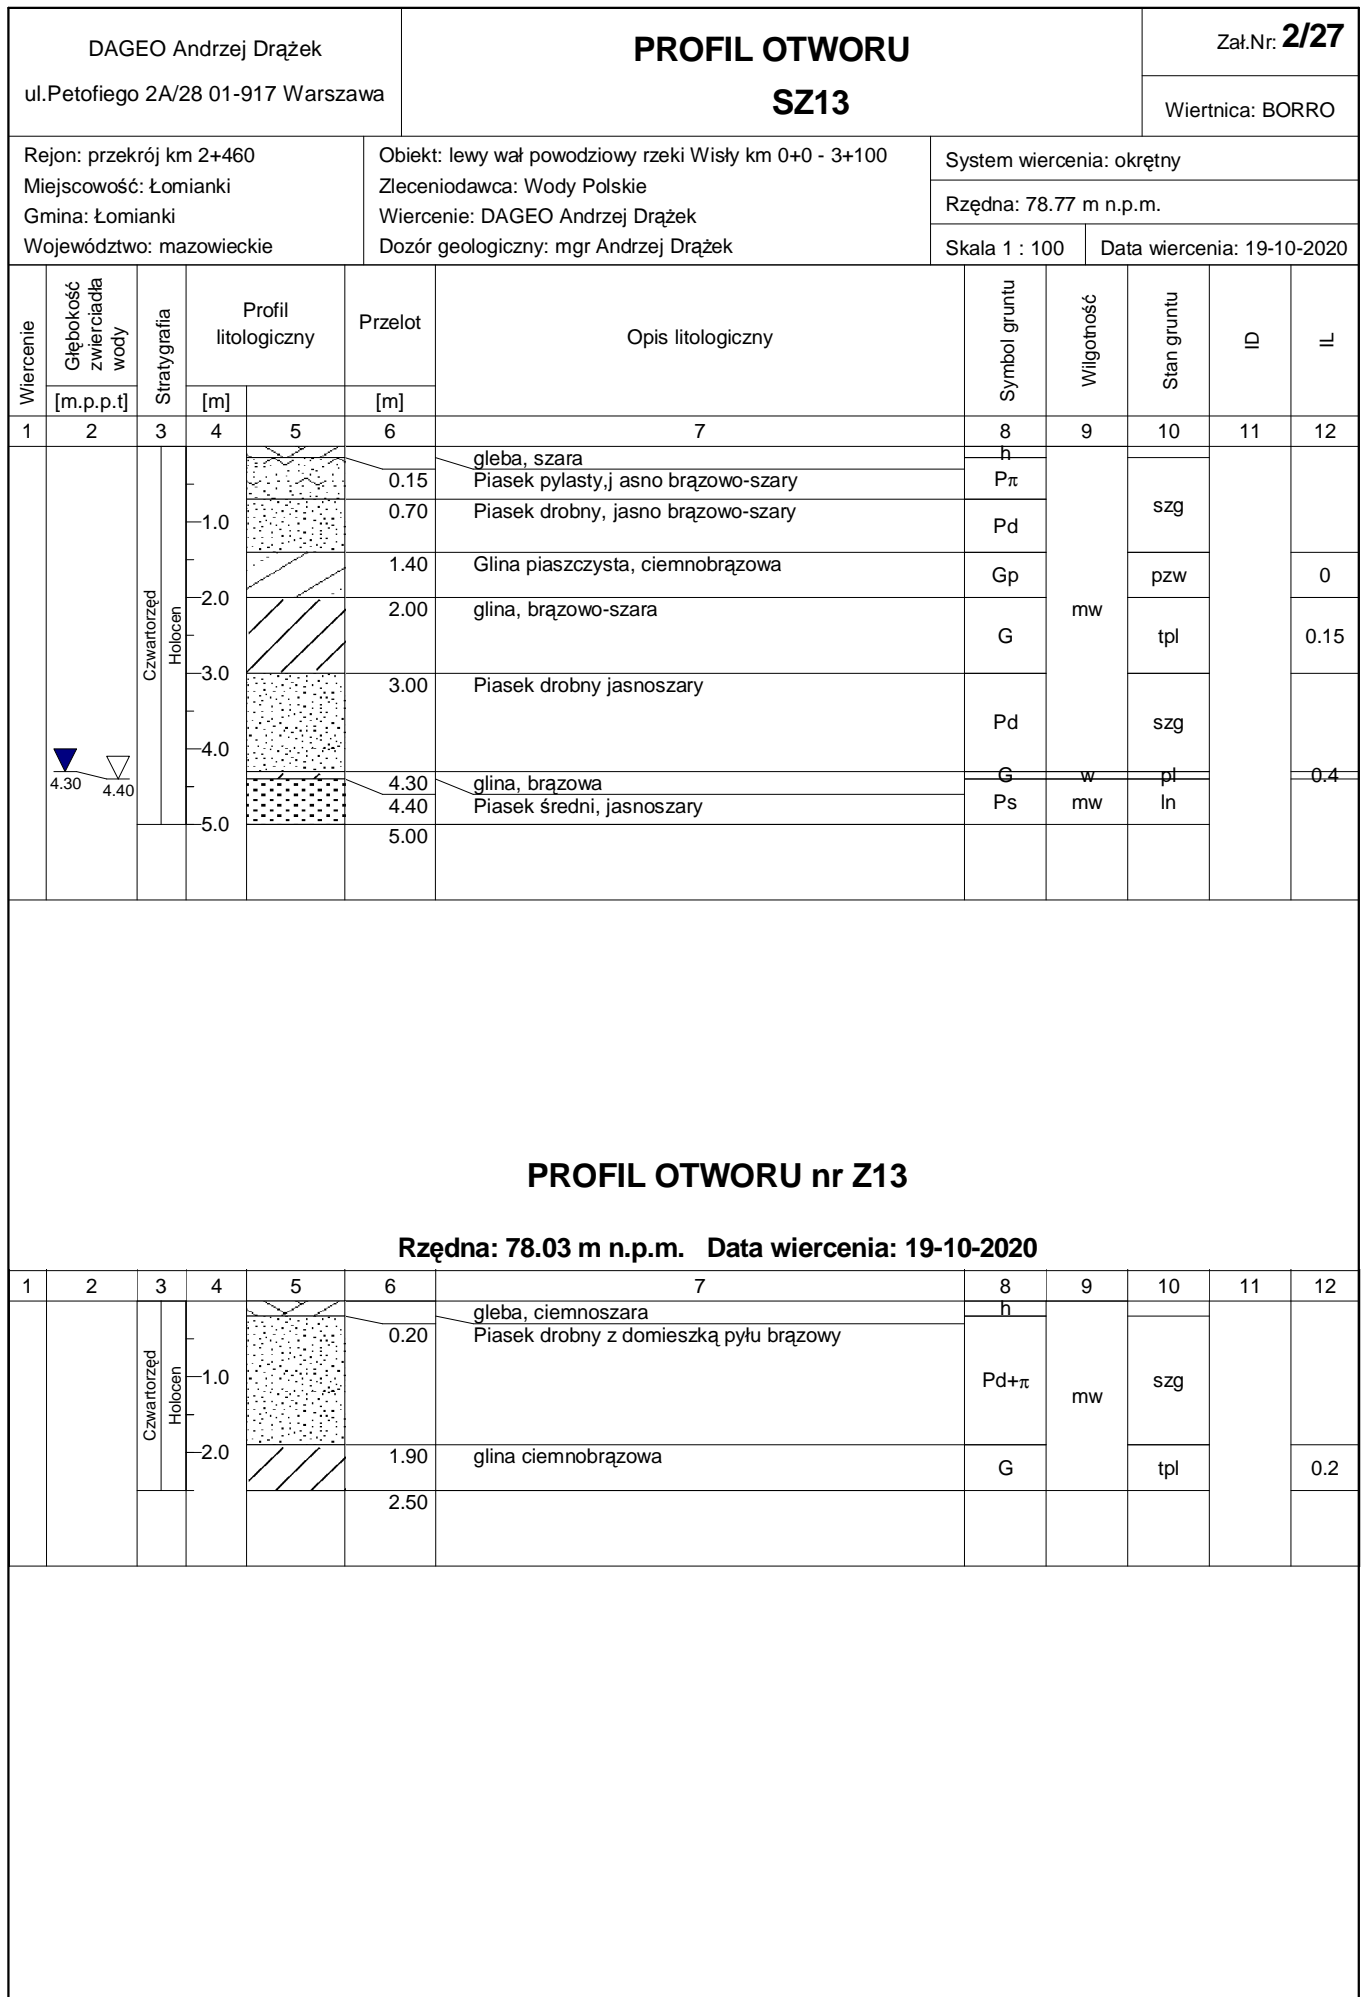 DAGEO Andrzej Drążek
ul.Petofiego 2A/28 01-917 Warszawa
PROFIL OTWORU
SZ13
Zał.Nr: 2/27
Wiertnica: BORRO
Rejon: przekrój km 2+460
Miejscowość: Łomianki
Gmina: Łomianki
Województwo: mazowieckie
Obiekt: lewy wał powodziowy rzeki Wisły km 0+0 - 3+100
Zleceniodawca: Wody Polskie
Wiercenie: DAGEO Andrzej Drążek
Dozór geologiczny: mgr Andrzej Drążek
System wiercenia: okrętny
Rzędna: 78.77 m n.p.m.
Skala 1 : 100 Data wiercenia: 19-10-2020
Wiercenie
Głębokość
zwierciadła
wody
[m.p.p.t]
Stratygrafia
Profil
litologiczny
[m]
Przelot
[m]
Opis litologiczny
Symbol gruntu
Wilgotność
Stan gruntu
ID
IL
1 2 3 4 5 6 7 8 9 10 11 12
gleba, szara h
0.15 Piasek pylasty,j asno brązowo-szary Pπ
0.70 Piasek drobny, jasno brązowo-szary Pd szg
1.0
1.40 Glina piaszczysta, ciemnobrązowa Gp pzw 0
2.0
2.00 glina, brązowo-szara G mw tpl 0.15
Czwartorzęd
Holocen
3.0
3.00 Piasek drobny jasnoszary Pd szg
4.0
4.30 4.40
4.30 glina, brązowa G w pl 0.4
4.40 Piasek średni, jasnoszary Ps mw ln
5.0
5.00
PROFIL OTWORU nr Z13
Rzędna: 78.03 m n.p.m. Data wiercenia: 19-10-2020
1 2 3 4 5 6 7 8 9 10 11 12
gleba, ciemnoszara h
0.20 Piasek drobny z domieszką pyłu brązowy
Czwartorzęd
Holocen
1.0 Pd+π mw szg
2.0
1.90 glina ciemnobrązowa G tpl 0.2
2.50